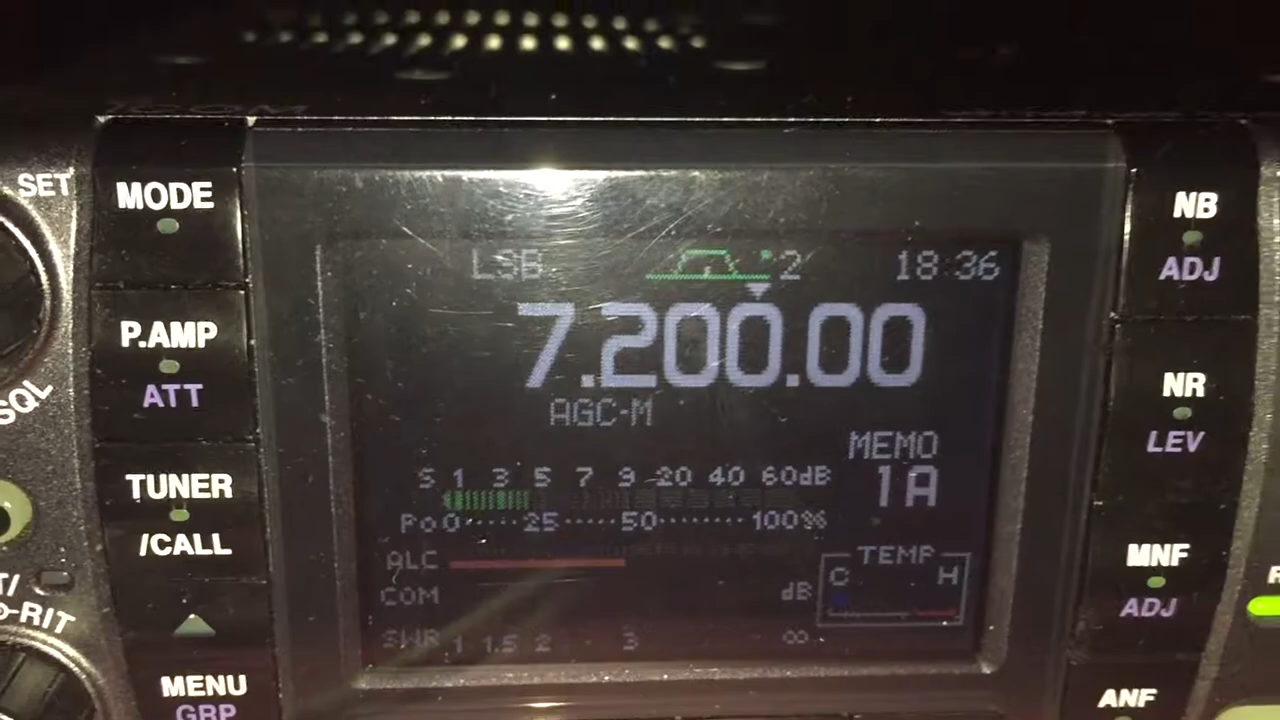 ICOM
SET
MODE
P.AMP
ATT
SQL
TUNER
/CALL
MENU
GRP
LSB 2 18:36
7.200.00
AGC-M
MEMO
1A
S 1 3 5 7 9 20 40 60dB
Po 0 25 50 100%
ALC
COM dB
SWR 1 1.5 2 3 ∞
TEMP
C H
NB
ADJ
NR
LEV
MNF
ADJ
ANF